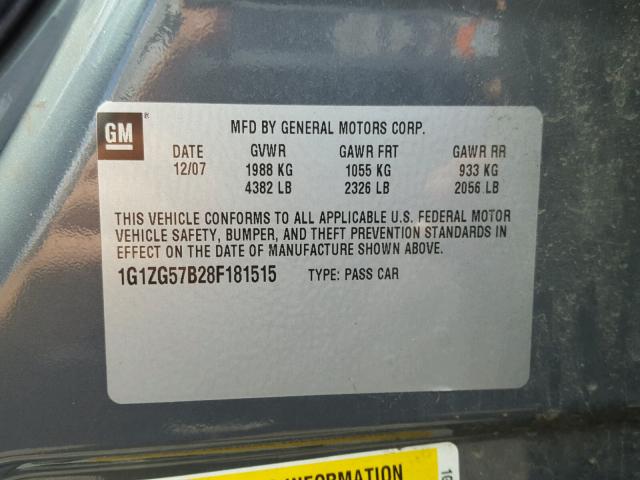 GM ® MFD BY GENERAL MOTORS CORP.
DATE GVWR GAWR FRT GAWR RR
12/07 1988 KG 1055 KG 933 KG
4382 LB 2326 LB 2056 LB
THIS VEHICLE CONFORMS TO ALL APPLICABLE U.S. FEDERAL MOTOR
VEHICLE SAFETY, BUMPER, AND THEFT PREVENTION STANDARDS IN
EFFECT ON THE DATE OF MANUFACTURE SHOWN ABOVE.
1G1ZG57B28F181515 TYPE: PASS CAR
INFORMATION